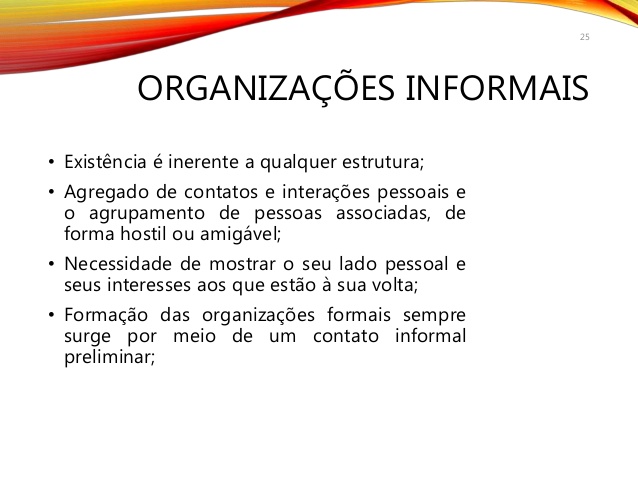 25
ORGANIZAÇÕES INFORMAIS
• Existência é inerente a qualquer estrutura;
• Agregado de contatos e interações pessoais e
o agrupamento de pessoas associadas, de
forma hostil ou amigável;
• Necessidade de mostrar o seu lado pessoal e
seus interesses aos que estão à sua volta;
• Formação das organizações formais sempre
surge por meio de um contato informal
preliminar;